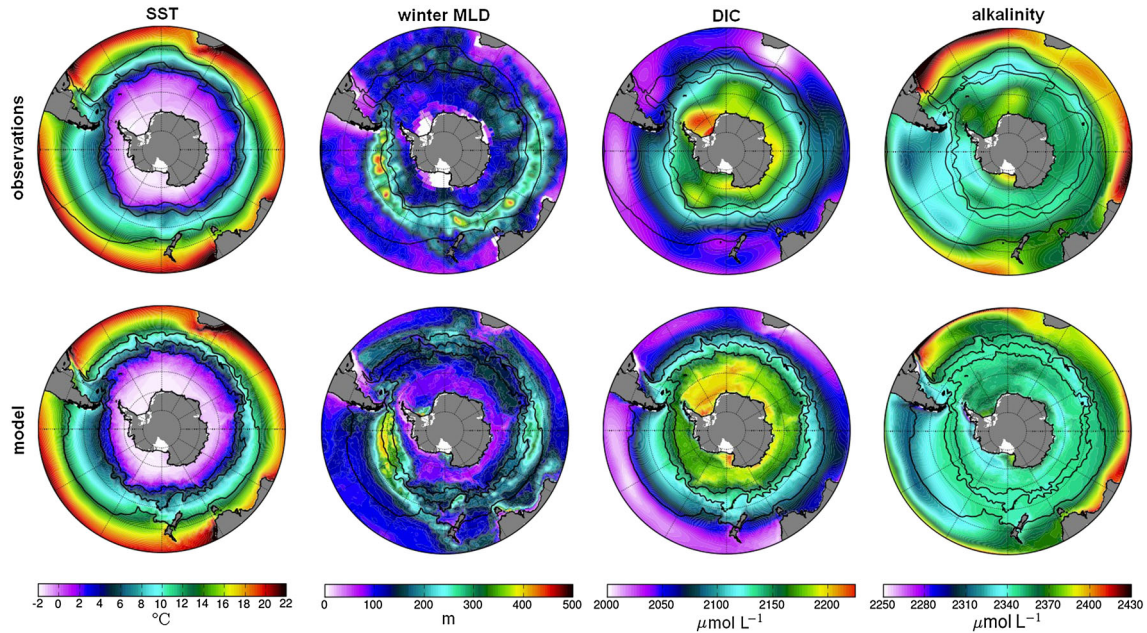 SST winter MLD DIC alkalinity
observations
model
-2 0 2 4 6 8 10 12 14 16 18 20 22
°C
0 100 200 300 400 500
m
2000 2050 2100 2150 2200
μmol L⁻¹
2250 2310 2340 2370 2400 2430
μmol L⁻¹